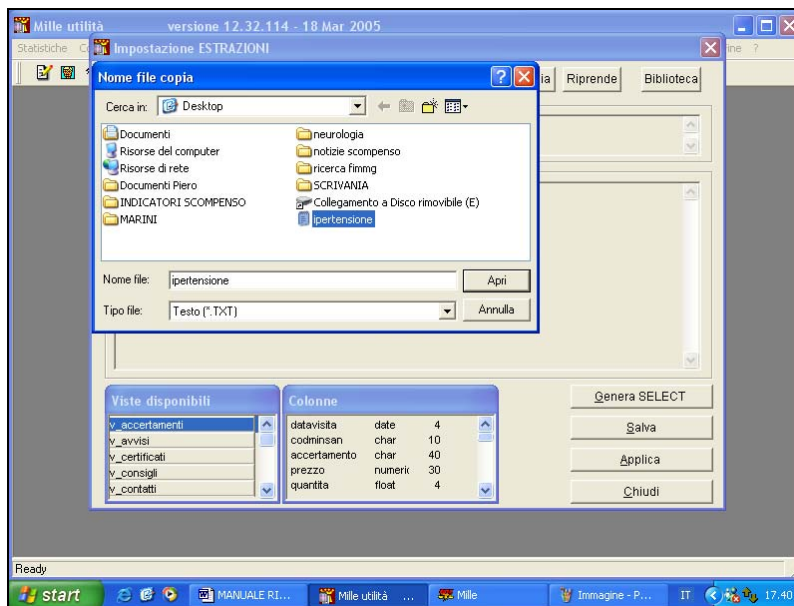 Mille utilità versione 12.32.114 - 18 Mar 2005
Statistiche
ine ?
Impostazione ESTRAZIONI
Nome file copia
ia Riprende Biblioteca
Cerca in: Desktop
Documenti
Risorse del computer
Risorse di rete
Documenti Piero
INDICATORI SCOMPENSO
MARINI
neurologia
notizie scompenso
ricerca fimmg
SCRIVANIA
Collegamento a Disco rimovibile (E)
ipertensione
Nome file: ipertensione Apri
Tipo file: Testo (*.TXT) Annulla
Viste disponibili
v_accertamenti
v_avvisi
v_certificati
v_consigli
v_contatti
Colonne
datavisita date 4
codminsan char 10
accertamento char 40
prezzo numeric 30
quantita float 4
Genera SELECT
Salva
Applica
Chiudi
Ready
start MANUALE RI... Mille utilità ... Mille Immagine - P... IT 17.40